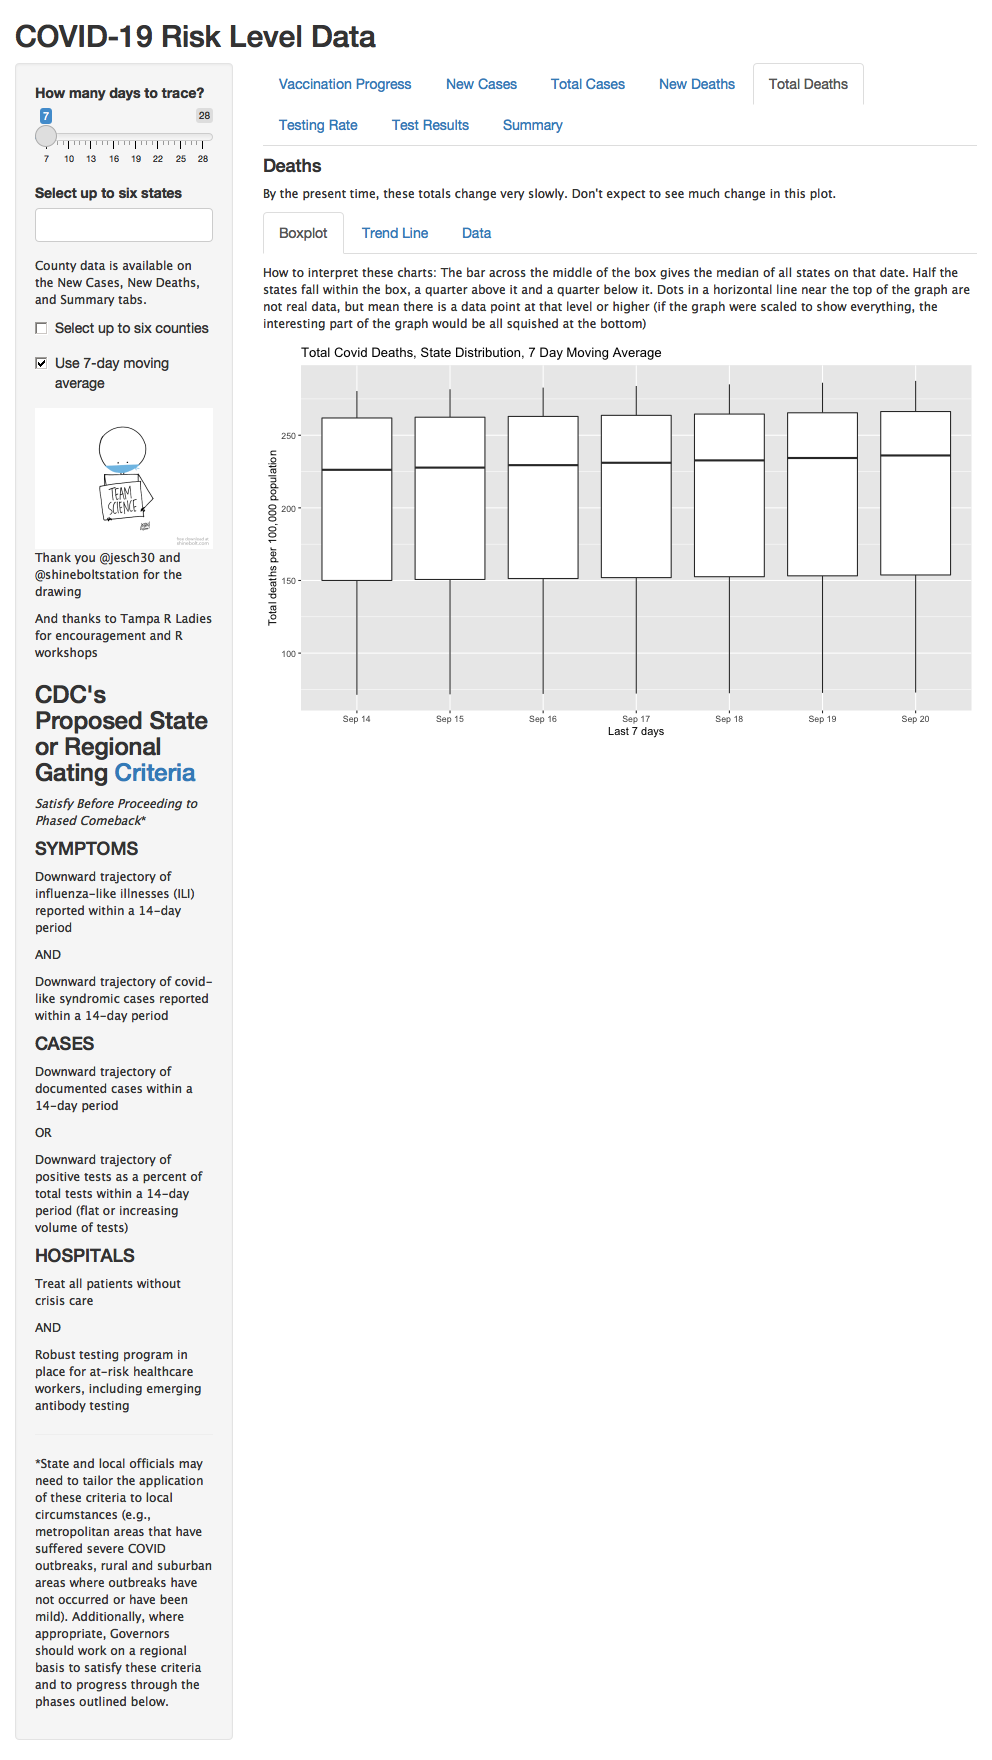 COVID-19 Risk Level Data
How many days to trace?
7
28
7 10 13 16 19 22 25 28
Select up to six states
County data is available on
the New Cases, New Deaths,
and Summary tabs.
Select up to six counties
Use 7-day moving
average
TEAM
SCIENCE
Thank you @jesch30 and
@shineboltstation for the
drawing
And thanks to Tampa R Ladies
for encouragement and R
workshops
CDC's
Proposed State
or Regional
Gating Criteria
Satisfy Before Proceeding to
Phased Comeback*
SYMPTOMS
Downward trajectory of
influenza-like illnesses (ILI)
reported within a 14-day
period
AND
Downward trajectory of covid-
like syndromic cases reported
within a 14-day period
CASES
Downward trajectory of
documented cases within a
14-day period
OR
Downward trajectory of
positive tests as a percent of
total tests within a 14-day
period (flat or increasing
volume of tests)
HOSPITALS
Treat all patients without
crisis care
AND
Robust testing program in
place for at-risk healthcare
workers, including emerging
antibody testing
*State and local officials may
need to tailor the application
of these criteria to local
circumstances (e.g.,
metropolitan areas that have
suffered severe COVID
outbreaks, rural and suburban
areas where outbreaks have
not occurred or have been
mild). Additionally, where
appropriate, Governors
should work on a regional
basis to satisfy these criteria
and to progress through the
phases outlined below.
Vaccination Progress New Cases Total Cases New Deaths Total Deaths
Testing Rate Test Results Summary
Deaths
By the present time, these totals change very slowly. Don't expect to see much change in this plot.
Boxplot Trend Line Data
How to interpret these charts: The bar across the middle of the box gives the median of all states on that date. Half the
states fall within the box, a quarter above it and a quarter below it. Dots in a horizontal line near the top of the graph are
not real data, but mean there is a data point at that level or higher (if the graph were scaled to show everything, the
interesting part of the graph would be all squished at the bottom)
Total Covid Deaths, State Distribution, 7 Day Moving Average
Total deaths per 100,000 population
250
200
150
100
Sep 14 Sep 15 Sep 16 Sep 17 Sep 18 Sep 19 Sep 20
Last 7 days